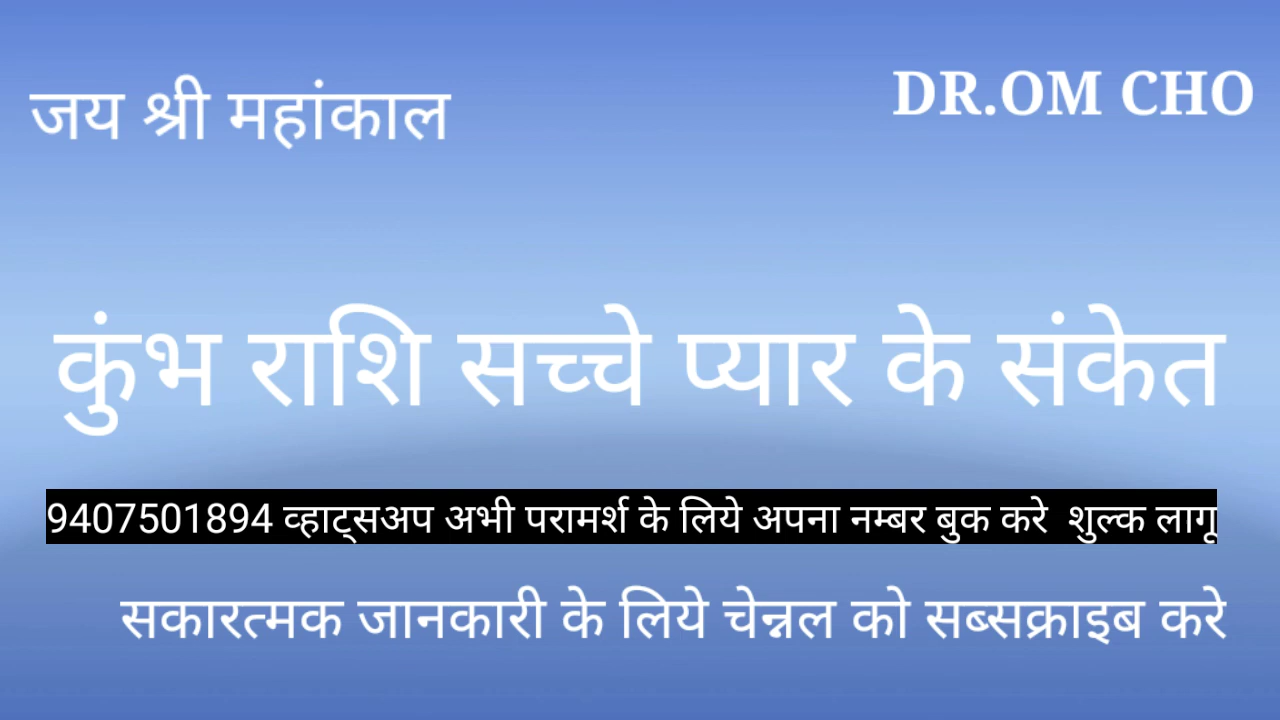 जय श्री महांकाल
DR.OM CHO
कुंभ राशि सच्चे प्यार के संकेत
9407501894 व्हाट्सअप अभी परामर्श के लिये अपना नम्बर बुक करे शुल्क लागू
सकारत्मक जानकारी के लिये चेन्नल को सब्सक्राइब करे